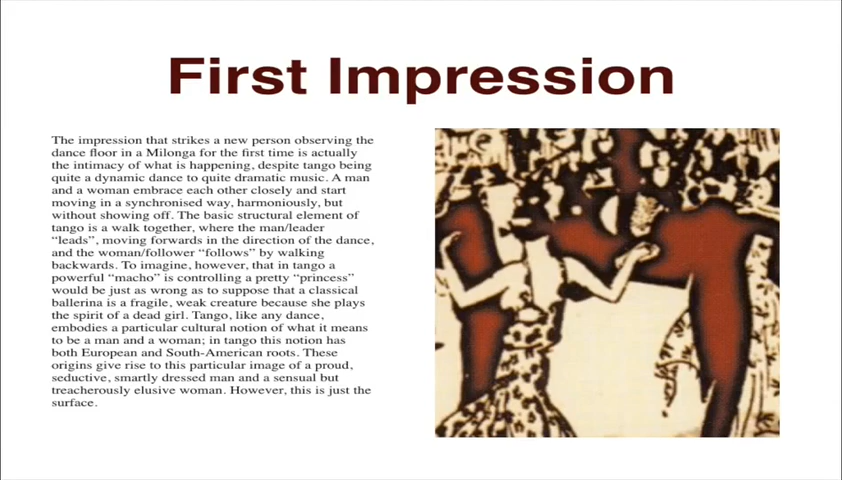 First Impression
The impression that strikes a new person observing the
dance floor in a Milonga for the first time is actually
the intimacy of what is happening, despite tango being
quite a dynamic dance to quite dramatic music. A man
and a woman embrace each other closely and start
moving in a synchronised way, harmoniously, but
without showing off. The basic structural element of
tango is a walk together, where the man/leader
“leads”, moving forwards in the direction of the dance,
and the woman/follower “follows” by walking
backwards. To imagine, however, that in tango a
powerful “macho” is controlling a pretty “princess”
would be just as wrong as to suppose that a classical
ballerina is a fragile, weak creature because she plays
the spirit of a dead girl. Tango, like any dance,
embodies a particular cultural notion of what it means
to be a man and a woman; in tango this notion has
both European and South-American roots. These
origins give rise to this particular image of a proud,
seductive, smartly dressed man and a sensual but
treacherously elusive woman. However, this is just the
surface.